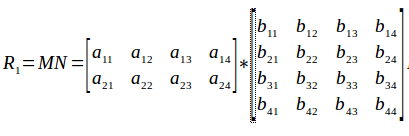 R₁ = MN = [a₁₁ a₁₂ a₁₃ a₁₄] * [b₁₁ b₁₂ b₁₃ b₁₄]
[a₂₁ a₂₂ a₂₃ a₂₄] [b₂₁ b₂₂ b₂₃ b₂₄]
[b₃₁ b₃₂ b₃₃ b₃₄]
[b₄₁ b₄₂ b₄₃ b₄₄]